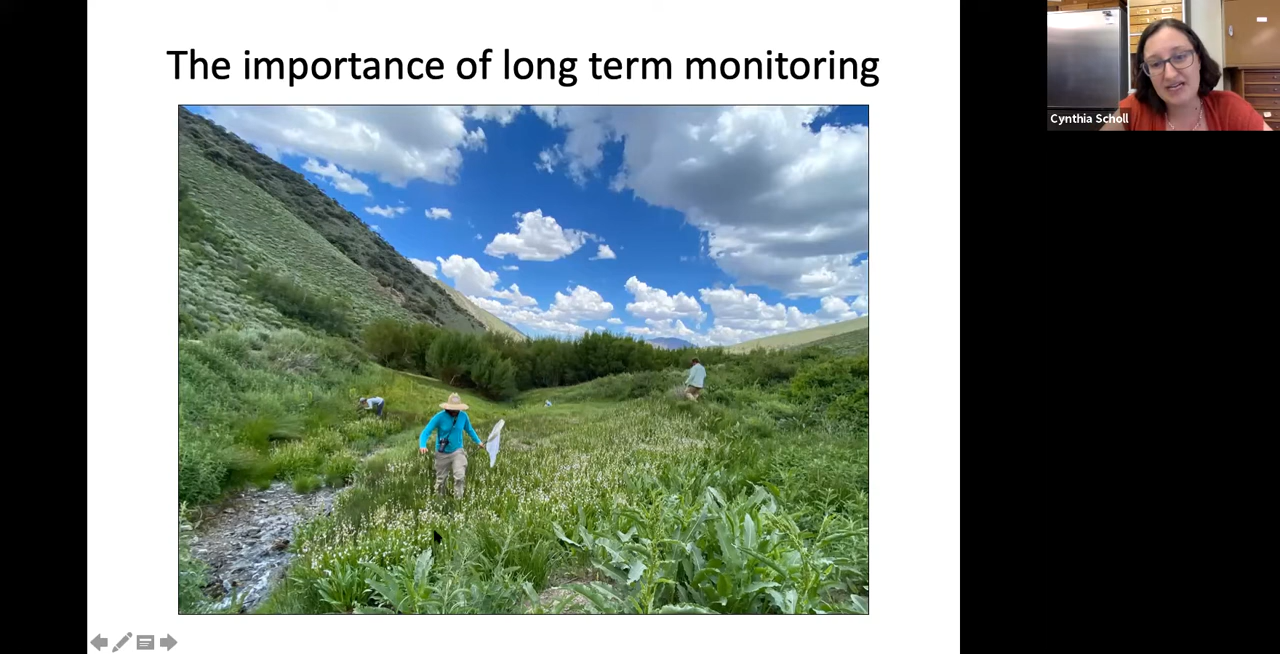 The importance of long term monitoring
Cynthia Scholl